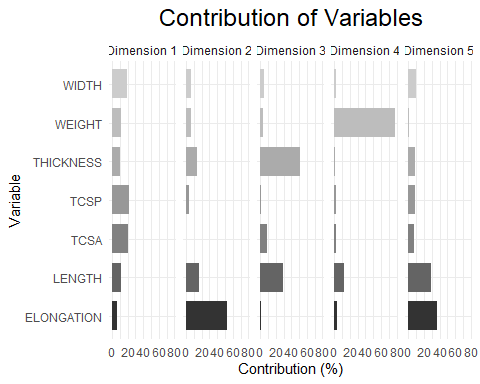 Contribution of Variables
Dimension 1 Dimension 2 Dimension 3 Dimension 4 Dimension 5
WIDTH
WEIGHT
THICKNESS
TCSP
TCSA
LENGTH
ELONGATION
Variable
0 20 40 60 80 0 20 40 60 80 0 20 40 60 80 0 20 40 60 80 0 20 40 60 80
Contribution (%)